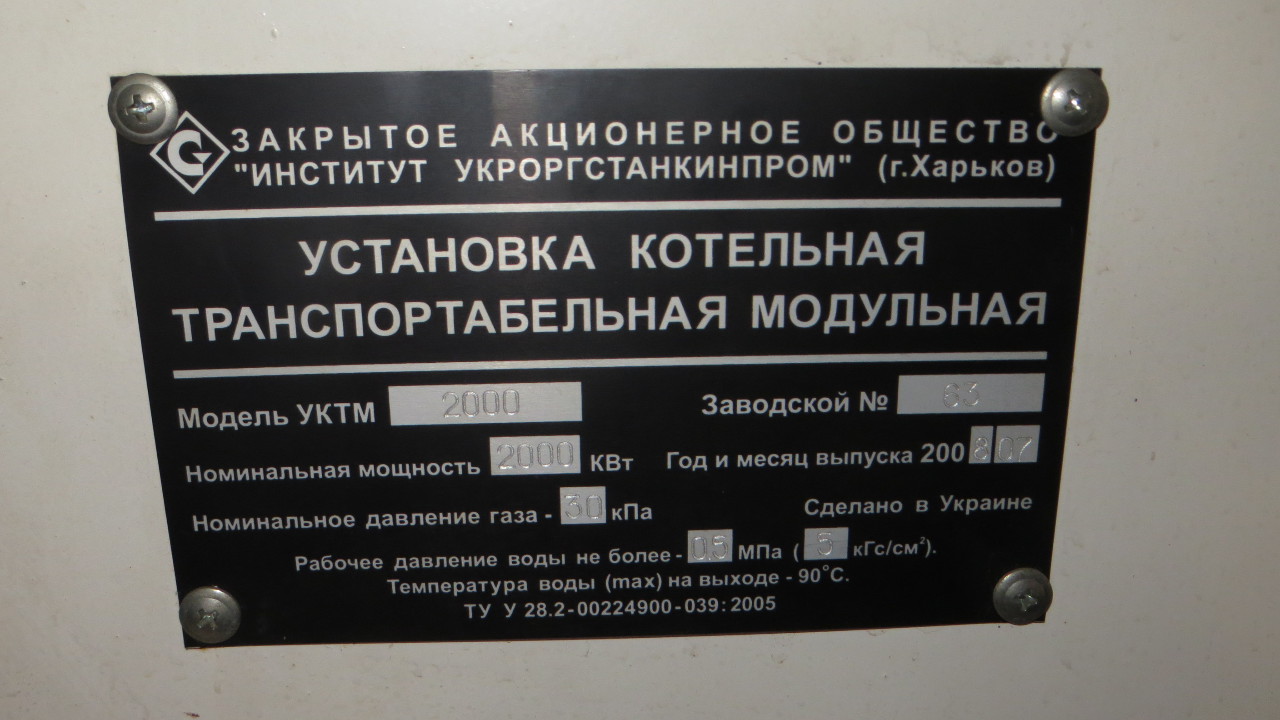 ЗАКРЫТОЕ АКЦИОНЕРНОЕ ОБЩЕСТВО
"ИНСТИТУТ УКРОРГСТАНКИНПРОМ" (г.Харьков)
УСТАНОВКА КОТЕЛЬНАЯ
ТРАНСПОРТАБЕЛЬНАЯ МОДУЛЬНАЯ
Модель УКТМ 2000 Заводской № 63
Номинальная мощность 2000 КВт Год и месяц выпуска 200 8 07
Номинальное давление газа - 30 кПа Сделано в Украине
Рабочее давление воды не более - 0.5 МПа ( 5 кГс/см²).
Температура воды (max) на выходе - 90°С.
ТУ У 28.2-00224900-039:2005